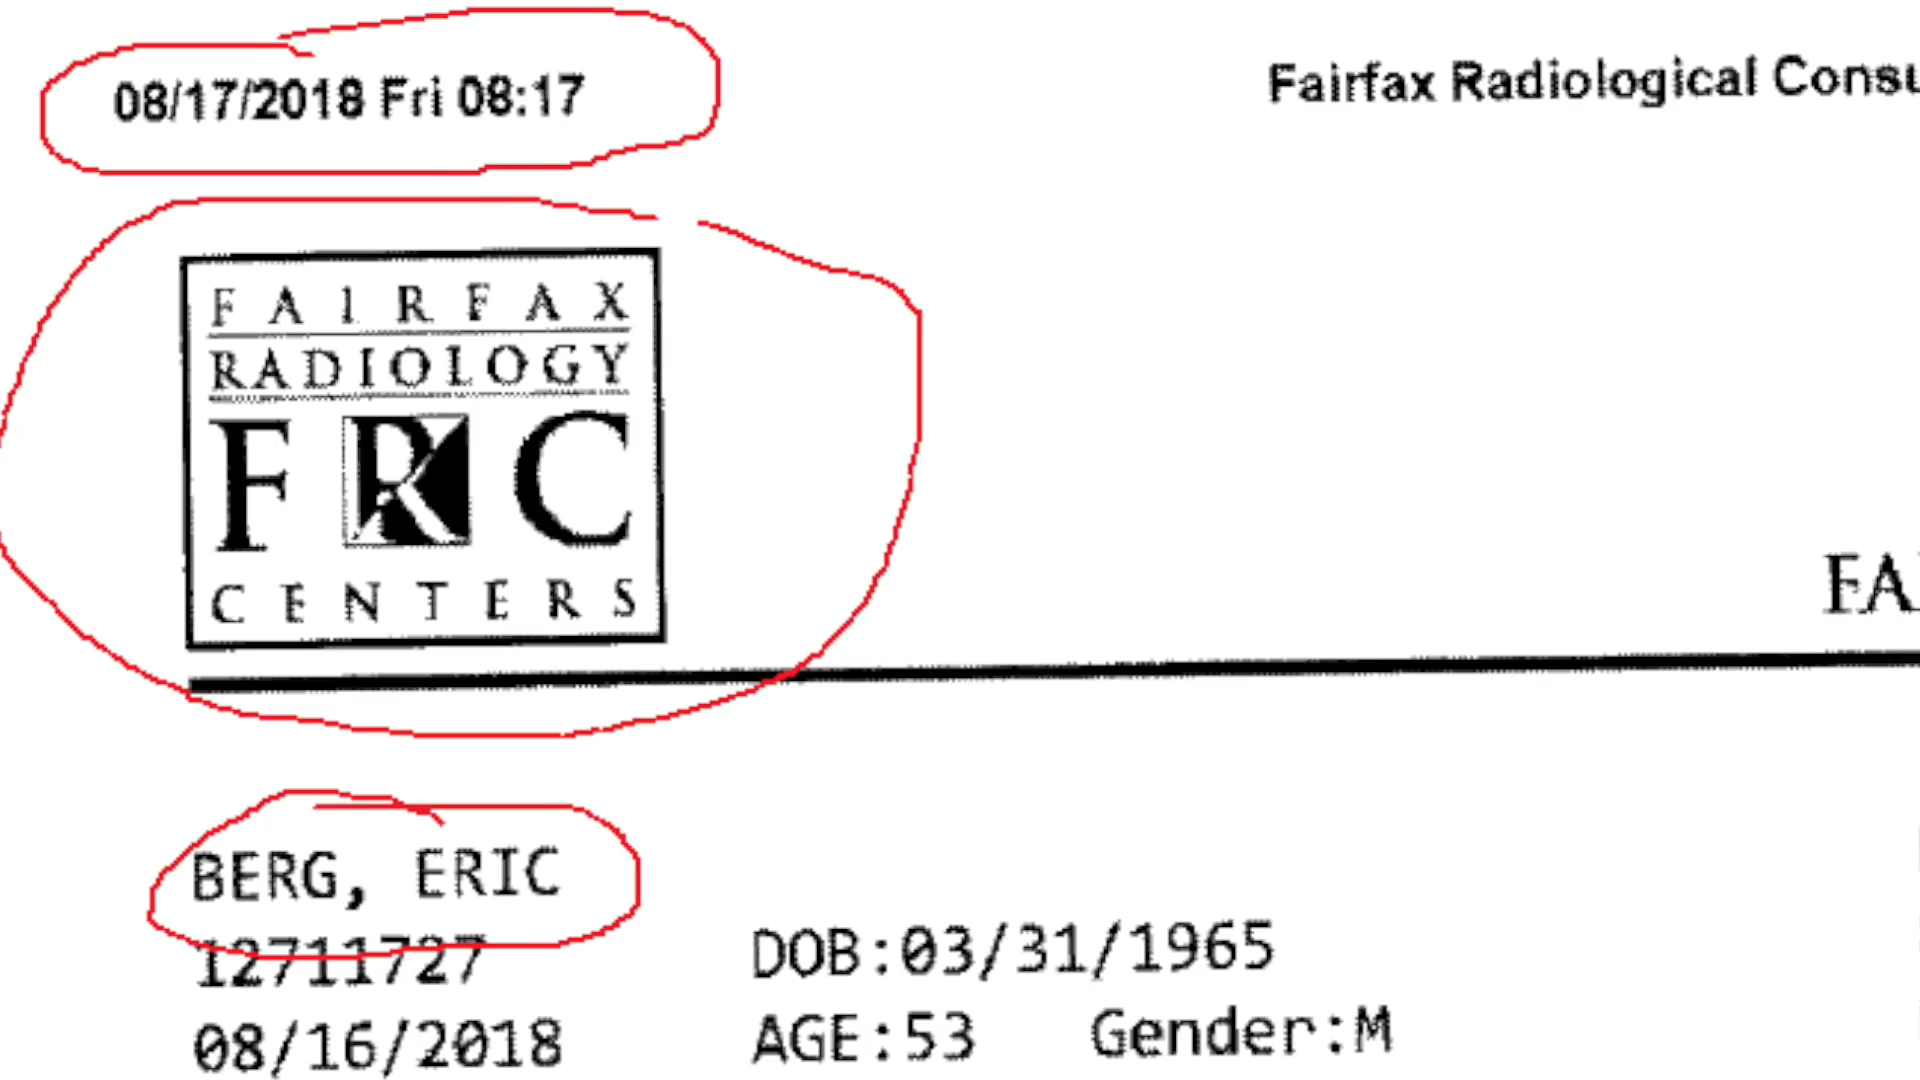 08/17/2018 Fri 08:17
Fairfax Radiological Consu
FAIRFAX
RADIOLOGY
FRC
CENTERS
FA
BERG, ERIC
12711727
DOB:03/31/1965
08/16/2018
AGE:53 Gender:M